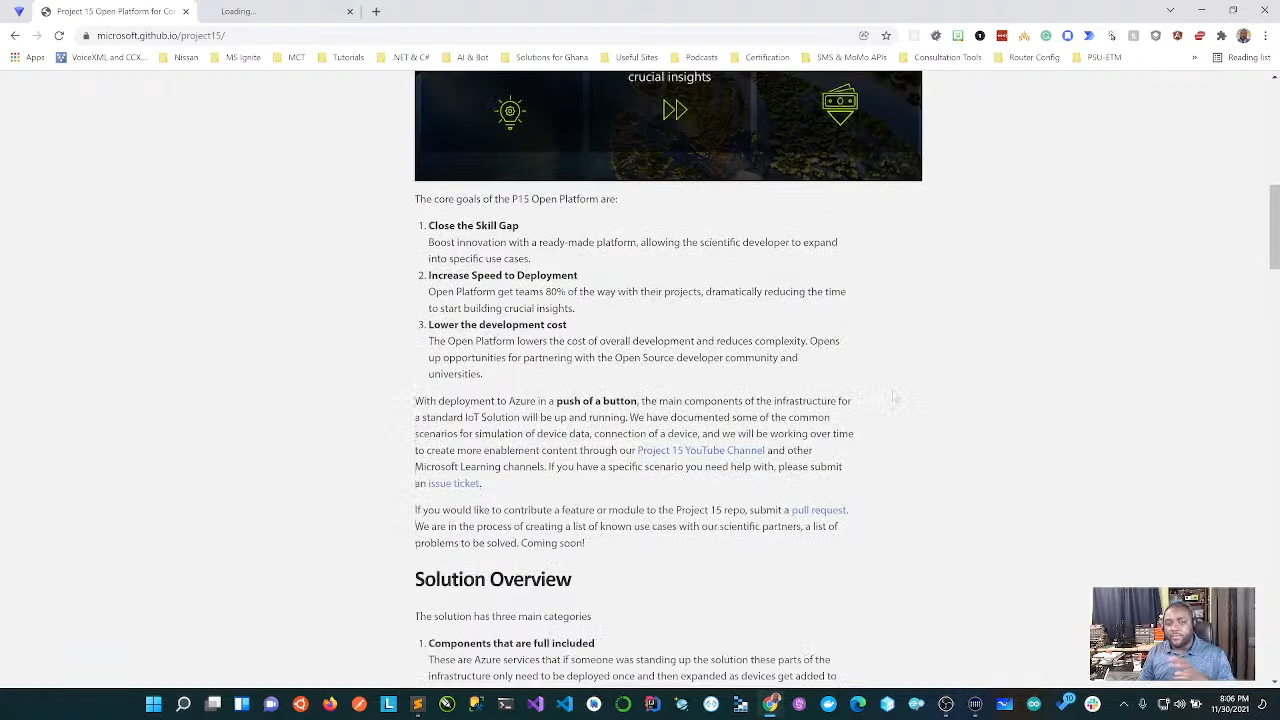 Project 15 Open Platform for Co
Loading...
microsoft.github.io/project15/
Apps
VoiceXML and CCX...
Nissan
MS Ignite
MCT
Tutorials
.NET& C#
AI & Bot
Solutions for Ghana
Useful Sites
Podcasts
Certification
SMS & MoMo APIs
Consultation Tools
Router Config
PSU-ETM
»
Reading list
crucial insights
The core goals of the P15 Open Platform are:
1. Close the Skill Gap
Boost innovation with a ready-made platform, allowing the scientific developer to expand
into specific use cases.
2. Increase Speed to Deployment
Open Platform get teams 80% of the way with their projects, dramatically reducing the time
to start building crucial insights.
3. Lower the development cost
The Open Platform lowers the cost of overall development and reduces complexity. Opens
up opportunities for partnering with the Open Source developer community and
universities.
With deployment to Azure in a push of a button, the main components of the infrastructure for
a standard IoT Solution will be up and running. We have documented some of the common
scenarios for simulation of device data, connection of a device, and we will be working over time
to create more enablement content through our Project 15 YouTube Channel and other
Microsoft Learning channels. If you have a specific scenario you need help with, please submit
an issue ticket.
If you would like to contribute a feature or module to the Project 15 repo, submit a pull request.
We are in the process of creating a list of known use cases with our scientific partners, a list of
problems to be solved. Coming soon!
Solution Overview
The solution has three main categories
1. Components that are full included
These are Azure services that if someone was standing up the solution these parts of the
Infrastructure only need to be deployed once and then expanded as devices get added to
10
8:06 PM
11/30/2021